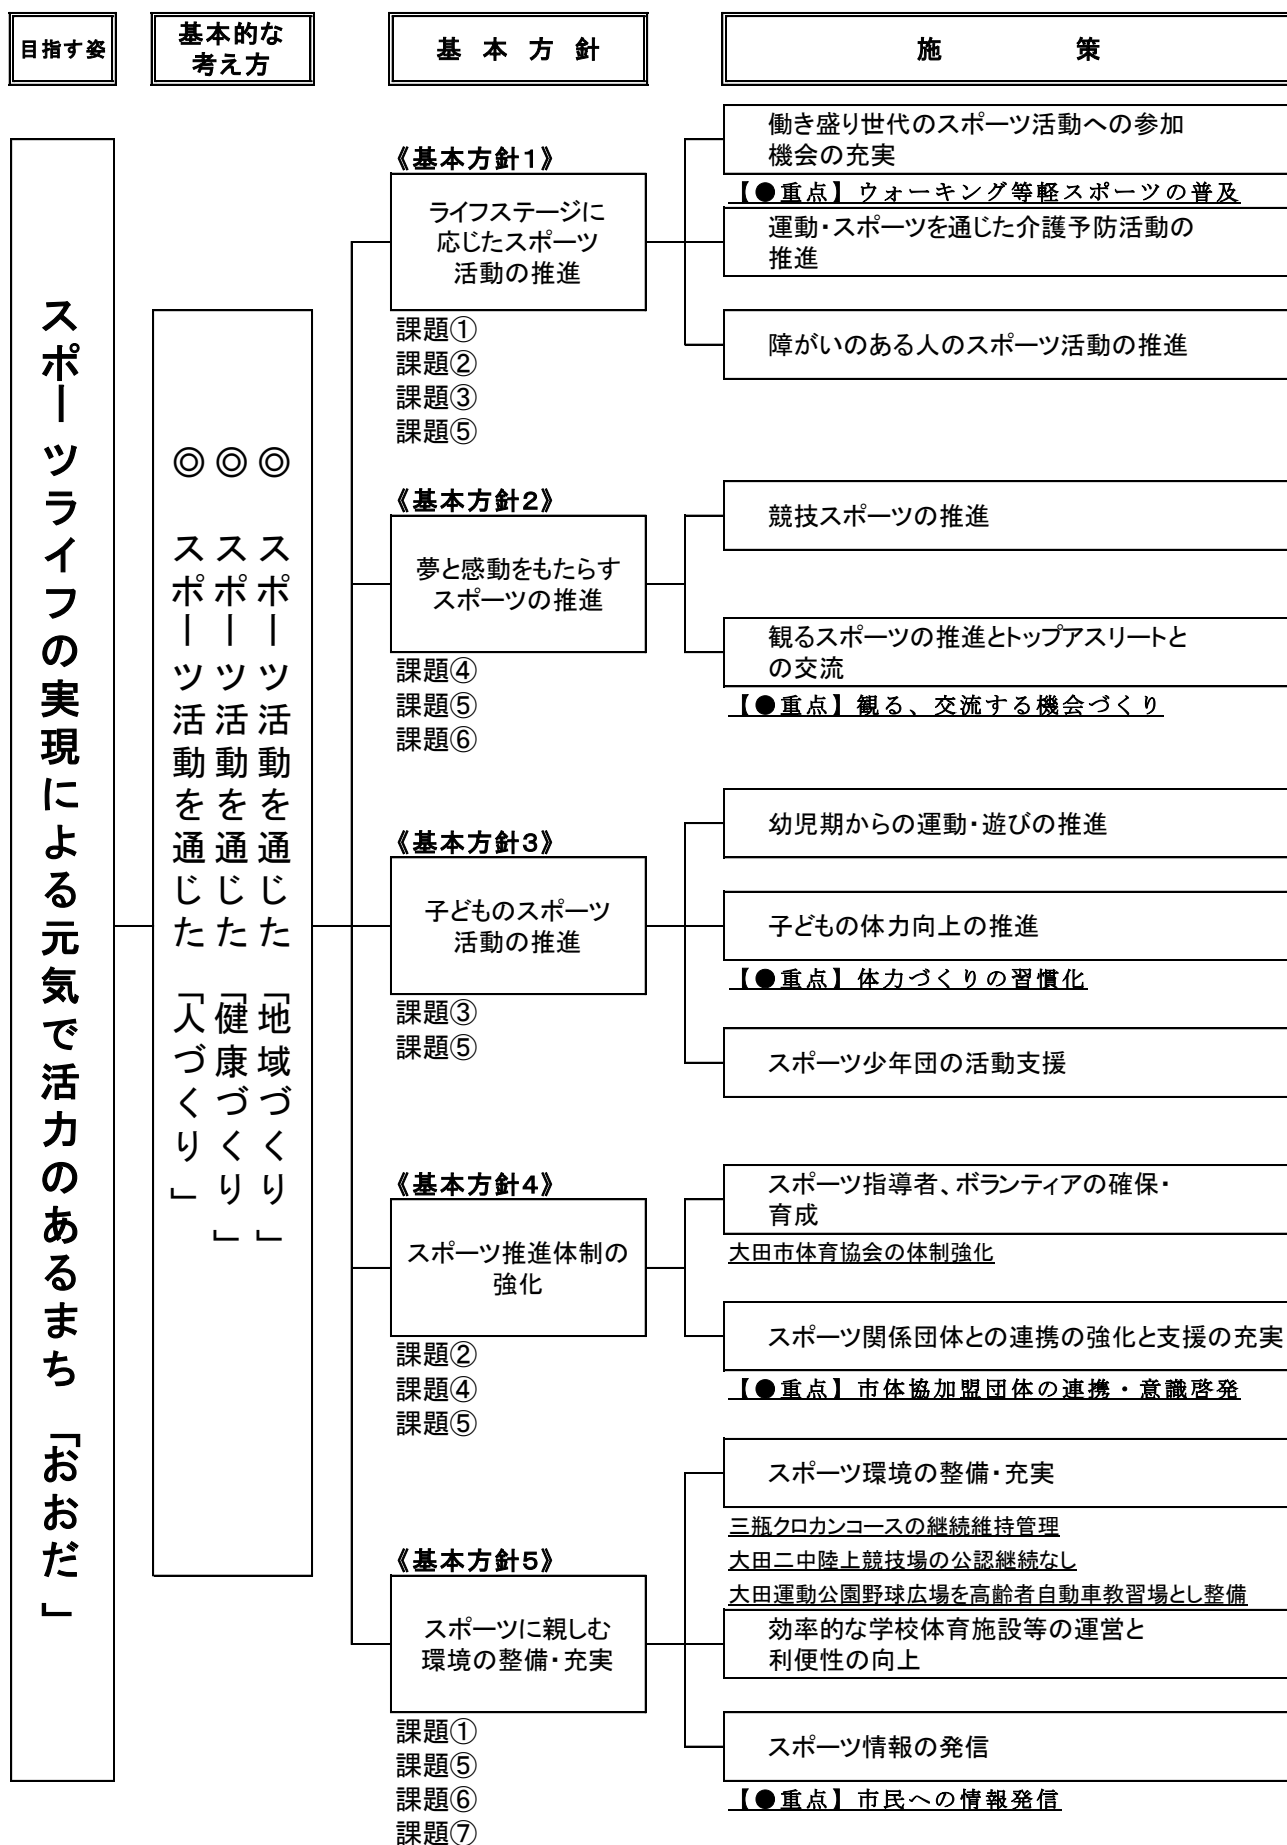 目指す姿
基本的な
考え方
基本方針
施策
スポーツライフの実現による元気で活力のあるまち「おおだ」
◎スポーツ活動を通じた「地域づくり」
◎スポーツ活動を通じた「健康づくり」
◎スポーツ活動を通じた「人づくり」
《基本方針1》
ライフステージに
応じたスポーツ
活動の推進
課題①
課題②
課題③
課題⑤
働き盛り世代のスポーツ活動への参加
機会の充実
【●重点】ウォーキング等軽スポーツの普及
運動・スポーツを通じた介護予防活動の
推進
障がいのある人のスポーツ活動の推進
《基本方針2》
夢と感動をもたらす
スポーツの推進
課題④
課題⑤
課題⑥
競技スポーツの推進
観るスポーツの推進とトップアスリートと
の交流
【●重点】観る、交流する機会づくり
《基本方針3》
子どものスポーツ
活動の推進
課題③
課題⑤
幼児期からの運動・遊びの推進
子どもの体力向上の推進
【●重点】体力づくりの習慣化
スポーツ少年団の活動支援
《基本方針4》
スポーツ推進体制の
強化
課題②
課題④
課題⑤
スポーツ指導者、ボランティアの確保・
育成
大田市体育協会の体制強化
スポーツ関係団体との連携の強化と支援の充実
【●重点】市体協加盟団体の連携・意識啓発
《基本方針5》
スポーツに親しむ
環境の整備・充実
課題①
課題⑤
課題⑥
課題⑦
スポーツ環境の整備・充実
三瓶クロカンコースの継続維持管理
大田二中陸上競技場の公認継続なし
大田運動公園野球広場を高齢者自動車教習場とし整備
効率的な学校体育施設等の運営と
利便性の向上
スポーツ情報の発信
【●重点】市民への情報発信